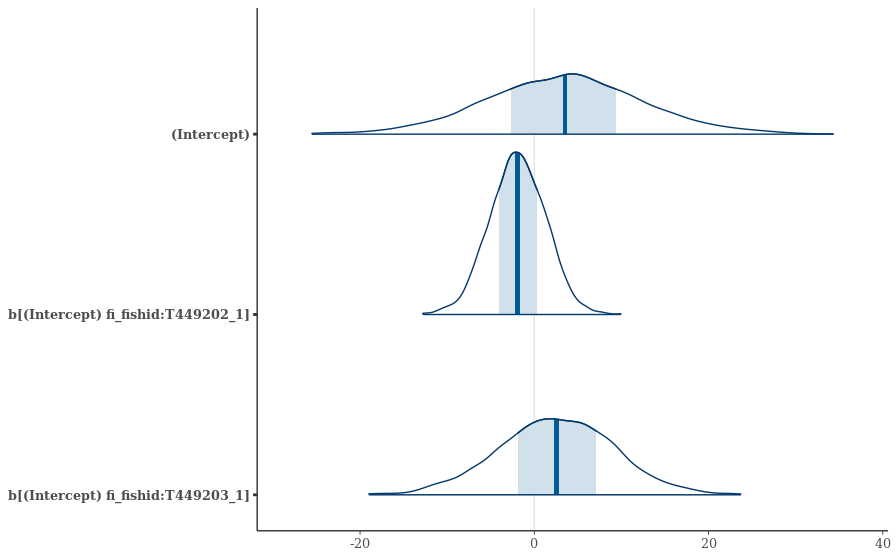 (Intercept)
b[(Intercept) fi_fishid:T449202_1]
b[(Intercept) fi_fishid:T449203_1]
-20 0 20 40